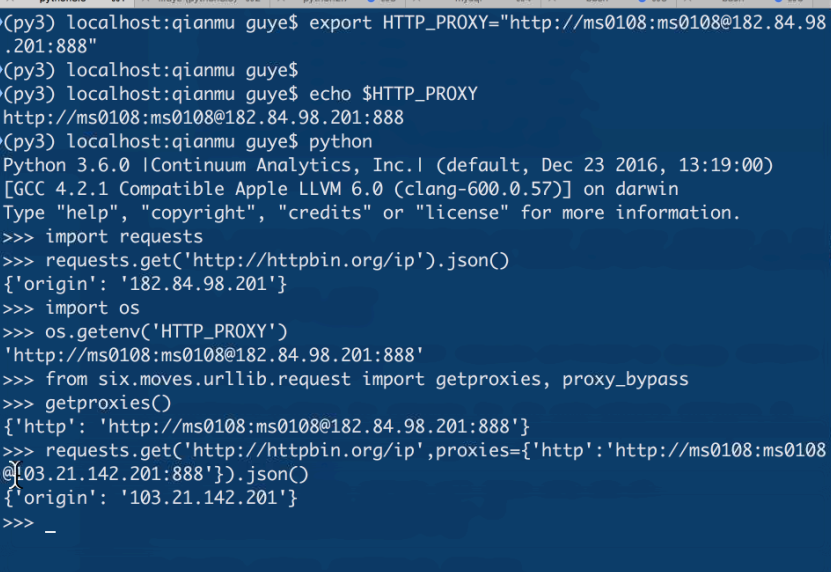 (py3) localhost:qianmu guye$ export HTTP_PROXY="http://ms0108:ms0108@182.84.98
.201:888"
(py3) localhost:qianmu guye$
(py3) localhost:qianmu guye$ echo $HTTP_PROXY
http://ms0108:ms0108@182.84.98.201:888
(py3) localhost:qianmu guye$ python
Python 3.6.0 |Continuum Analytics, Inc.| (default, Dec 23 2016, 13:19:00)
[GCC 4.2.1 Compatible Apple LLVM 6.0 (clang-600.0.57)] on darwin
Type "help", "copyright", "credits" or "license" for more information.
>>> import requests
>>> requests.get('http://httpbin.org/ip').json()
{'origin': '182.84.98.201'}
>>> import os
>>> os.getenv('HTTP_PROXY')
'http://ms0108:ms0108@182.84.98.201:888'
>>> from six.moves.urllib.request import getproxies, proxy_bypass
>>> getproxies()
{'http': 'http://ms0108:ms0108@182.84.98.201:888'}
>>> requests.get('http://httpbin.org/ip',proxies={'http':'http://ms0108:ms0108
@103.21.142.201:888'}).json()
{'origin': '103.21.142.201'}
>>> _